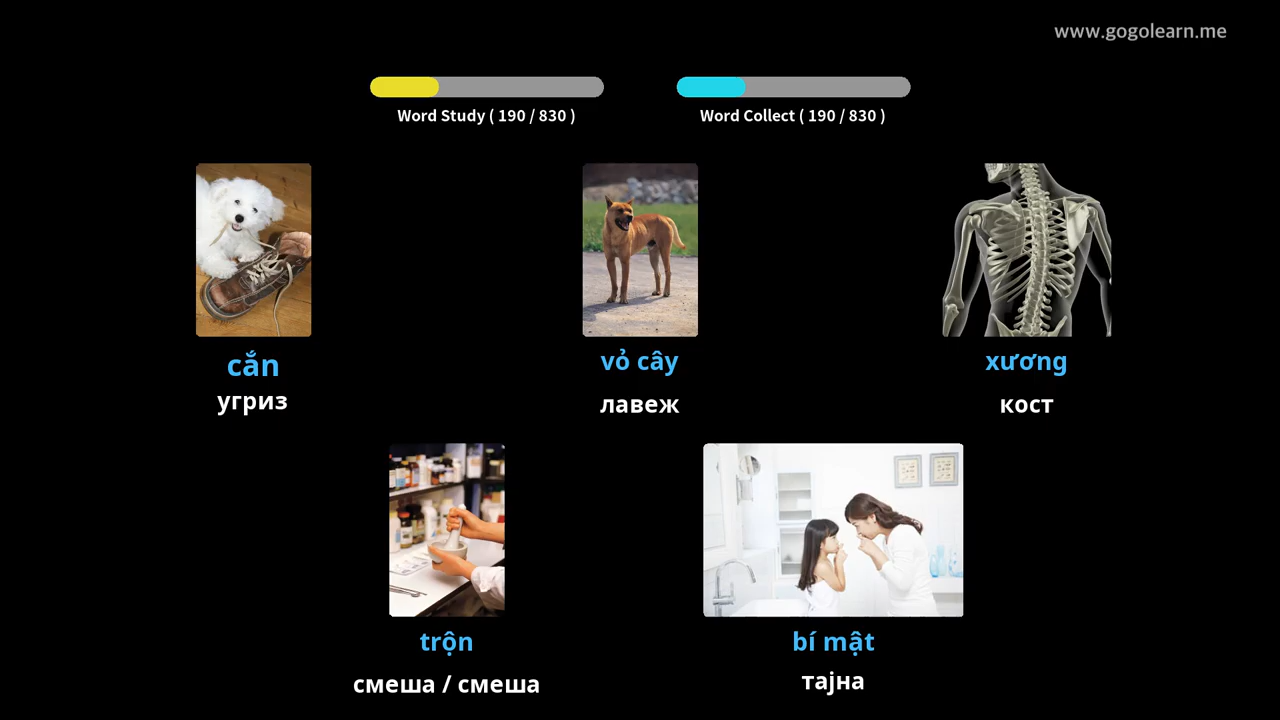 www.gogolearn.me
Word Study ( 190 / 830 )
Word Collect ( 190 / 830 )
cắn
угриз
vỏ cây
лавеж
xương
кост
trộn
смеша / смеша
bí mật
тајна